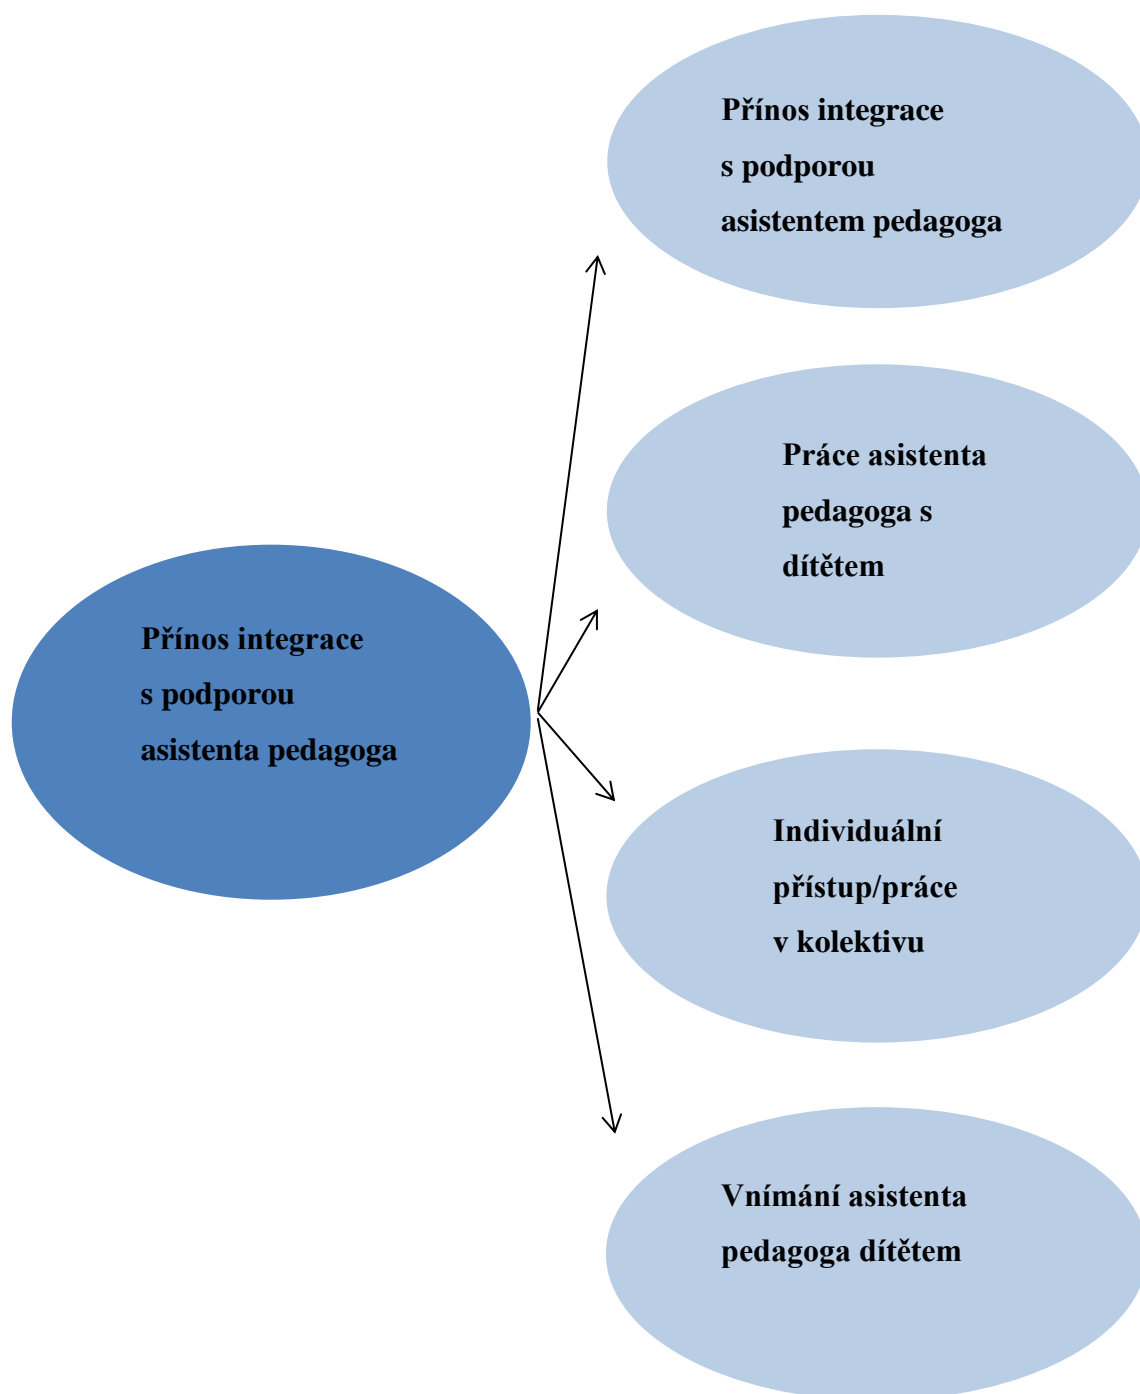 Přínos integrace
s podporou
asistentem pedagoga
Práce asistenta
pedagoga s
dítětem
Přínos integrace
s podporou
asistenta pedagoga
Individuální
přístup/práce
v kolektivu
Vnímání asistenta
pedagoga dítětem